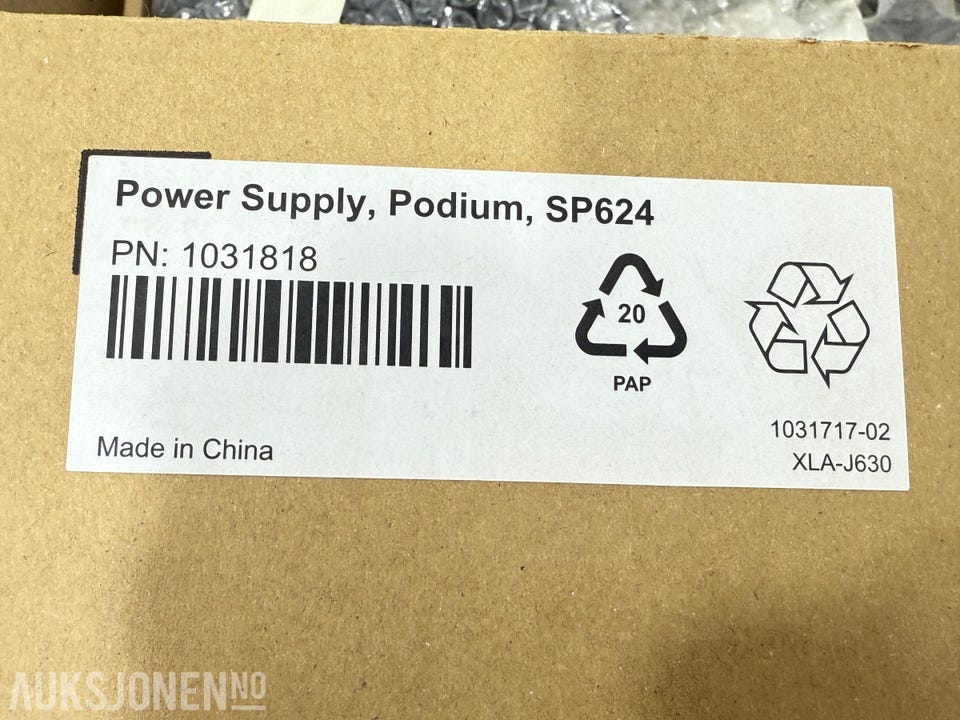 Power Supply, Podium, SP624
PN: 1031818
20
PAP
1031717-02
Made in China
XLA-J630
AUKSJONEN NO